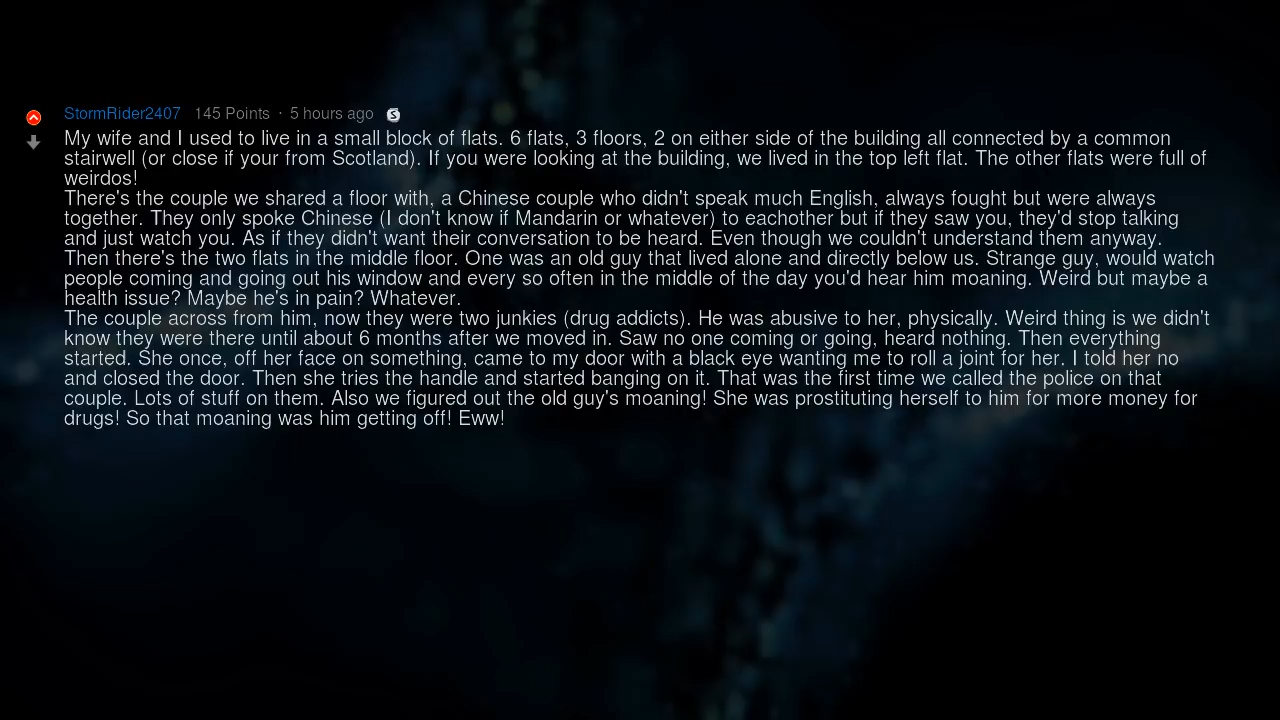 StormRider2407 145 Points · 5 hours ago S
My wife and I used to live in a small block of flats. 6 flats, 3 floors, 2 on either side of the building all connected by a common
stairwell (or close if your from Scotland). If you were looking at the building, we lived in the top left flat. The other flats were full of
weirdos!
There's the couple we shared a floor with, a Chinese couple who didn't speak much English, always fought but were always
together. They only spoke Chinese (I don't know if Mandarin or whatever) to eachother but if they saw you, they'd stop talking
and just watch you. As if they didn't want their conversation to be heard. Even though we couldn't understand them anyway.
Then there's the two flats in the middle floor. One was an old guy that lived alone and directly below us. Strange guy, would watch
people coming and going out his window and every so often in the middle of the day you'd hear him moaning. Weird but maybe a
health issue? Maybe he's in pain? Whatever.
The couple across from him, now they were two junkies (drug addicts). He was abusive to her, physically. Weird thing is we didn't
know they were there until about 6 months after we moved in. Saw no one coming or going, heard nothing. Then everything
started. She once, off her face on something, came to my door with a black eye wanting me to roll a joint for her. I told her no
and closed the door. Then she tries the handle and started banging on it. That was the first time we called the police on that
couple. Lots of stuff on them. Also we figured out the old guy's moaning! She was prostituting herself to him for more money for
drugs! So that moaning was him getting off! Eww!